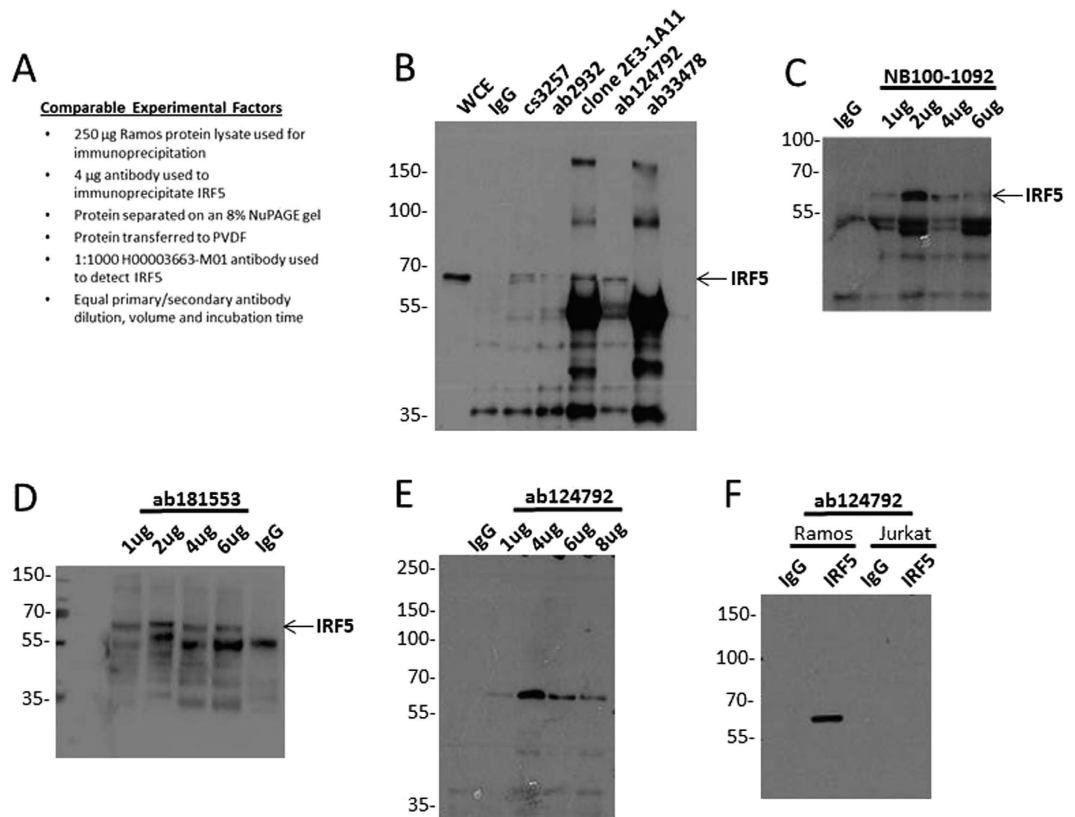 A
Comparable Experimental Factors
• 250 µg Ramos protein lysate used for
immunoprecipitation
• 4 µg antibody used to
immunoprecipitate IRF5
• Protein separated on an 8% NuPAGE gel
• Protein transferred to PVDF
• 1:1000 H00003663-M01 antibody used
to detect IRF5
• Equal primary/secondary antibody
dilution, volume and incubation time
B
WCE
IgG
cs3257
ab2932
clone 2E3-1A11
ab124792
ab33478
150-
100-
70-
55-
35-
IRF5
C
NB100-1092
IgG
1ug
2ug
4ug
6ug
100-
70-
55-
IRF5
D
ab181553
1ug
2ug
4ug
6ug
IgG
150-
70-
55-
35-
IRF5
E
ab124792
IgG
1ug
4ug
6ug
8ug
250-
150-
100-
70-
55-
35-
F
ab124792
Ramos
Jurkat
IgG
IRF5
IgG
IRF5
150-
100-
70-
55-